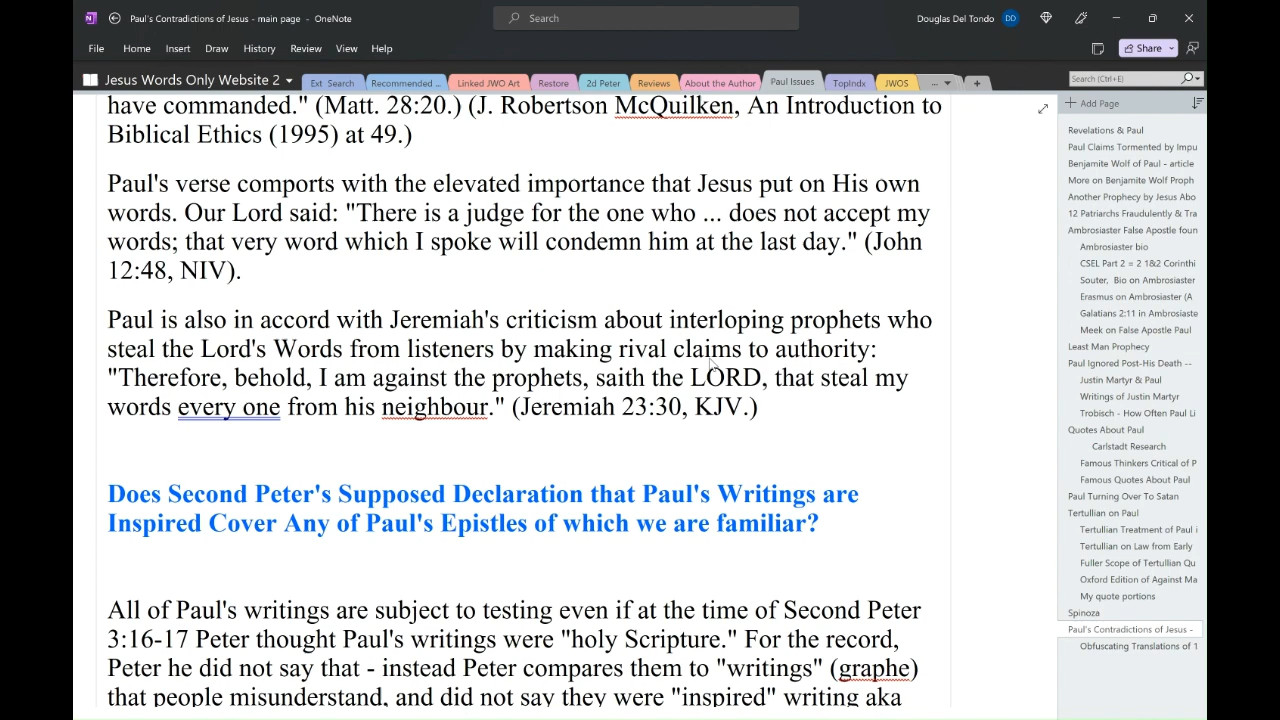 Paul's Contradictions of Jesus - main page - OneNote
Search
Douglas Del Tondo
DD
File Home Insert Draw History Review View Help
Share
Jesus Words Only Website 2
Ext Search
Recommended ...
Linked JWO Art
Restore
2d Peter
Reviews
About the Author
Paul Issues
TopIndx
JWOS
...
Search (Ctrl+E)
have commanded." (Matt. 28:20.) (J. Robertson McQuilken, An Introduction to
Biblical Ethics (1995) at 49.)
Paul's verse comports with the elevated importance that Jesus put on His own
words. Our Lord said: "There is a judge for the one who ... does not accept my
words; that very word which I spoke will condemn him at the last day." (John
12:48, NIV).
Paul is also in accord with Jeremiah's criticism about interloping prophets who
steal the Lord's Words from listeners by making rival claims to authority:
"Therefore, behold, I am against the prophets, saith the LORD, that steal my
words every one from his neighbour." (Jeremiah 23:30, KJV.)
Does Second Peter's Supposed Declaration that Paul's Writings are
Inspired Cover Any of Paul's Epistles of which we are familiar?
All of Paul's writings are subject to testing even if at the time of Second Peter
3:16-17 Peter thought Paul's writings were "holy Scripture." For the record,
Peter he did not say that - instead Peter compares them to "writings" (graphe)
that people misunderstand, and did not say they were "inspired" writing aka
Add Page
Revelations & Paul
Paul Claims Tormented by Impu
Benjamite Wolf of Paul - article
More on Benjamite Wolf Proph
Another Prophecy by Jesus Abo
12 Patriarchs Fraudulently & Tra
Ambrosiaster False Apostle foun
Ambrosiaster bio
CSEL Part 2 = 2 1&2 Corinthi
Souter, Bio on Ambrosiaster
Erasmus on Ambrosiaster (A
Galatians 2:11 in Ambrosiaste
Meek on False Apostle Paul
Least Man Prophecy
Paul Ignored Post-His Death --
Justin Martyr & Paul
Writings of Justin Martyr
Trobisch - How Often Paul Li
Quotes About Paul
Carlstadt Research
Famous Thinkers Critical of P
Famous Quotes About Paul
Paul Turning Over To Satan
Tertullian on Paul
Tertullian Treatment of Paul i
Tertullian on Law from Early
Fuller Scope of Tertullian Qu
Oxford Edition of Against Ma
My quote portions
Spinoza
Paul's Contradictions of Jesus -
Obfuscating Translations of 1